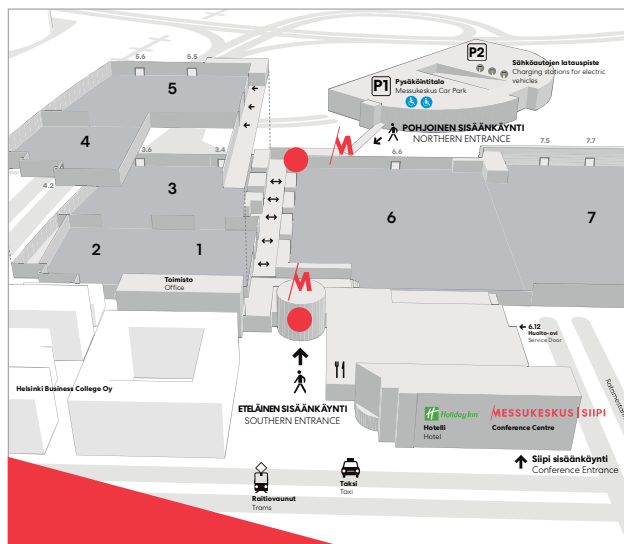 P2
Sähköautojen latauspiste
Charging stations for electric
vehicles
P1
Pysäköintitalo
Messukeskus Car Park
POHJOINEN SISÄÄNKÄYNTI
NORTHERN ENTRANCE
5.6
5.5
5
4
3.6
3.4
6.6
7.5
7.7
4.2
3
6
7
2
1
Toimisto
Office
6.12
Huolto-ovi
Service Door
Helsinki Business College Oy
ETELÄINEN SISÄÄNKÄYNTI
SOUTHERN ENTRANCE
H Holiday Inn
MESSUKESKUS SIIPI
Hotelli
Hotel
Conference Centre
Siipi sisäänkäynti
Conference Entrance
Raitiovaunut
Trams
Taksi
Taxi